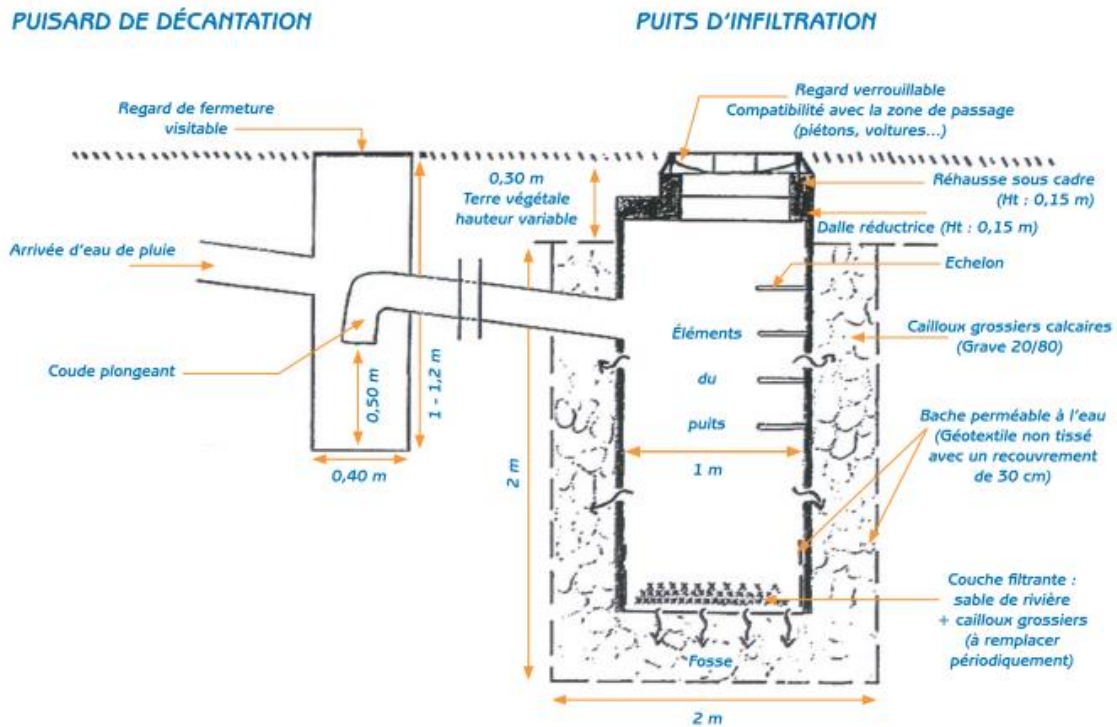 PUISARD DE DÉCANTATION
PUITS D'INFILTRATION
Regard de fermeture
visitable
Regard verrouillable
Compatibilité avec la zone de passage
(piétons, voitures...)
0,30 m
Terre végétale
hauteur variable
Réhausse sous cadre
(Ht : 0,15 m)
Dalle réductrice (Ht : 0,15 m)
Arrivée d'eau de pluie
Echelon
Éléments
du
puits
Cailloux grossiers calcaires
(Grave 20/80)
Coude plongeant
0,50 m
1 - 1,2 m
0,40 m
2 m
1 m
Bache perméable à l'eau
(Géotextile non tissé
avec un recouvrement
de 30 cm)
Couche filtrante :
sable de rivière
+ cailloux grossiers
(à remplacer
périodiquement)
Fosse
2 m